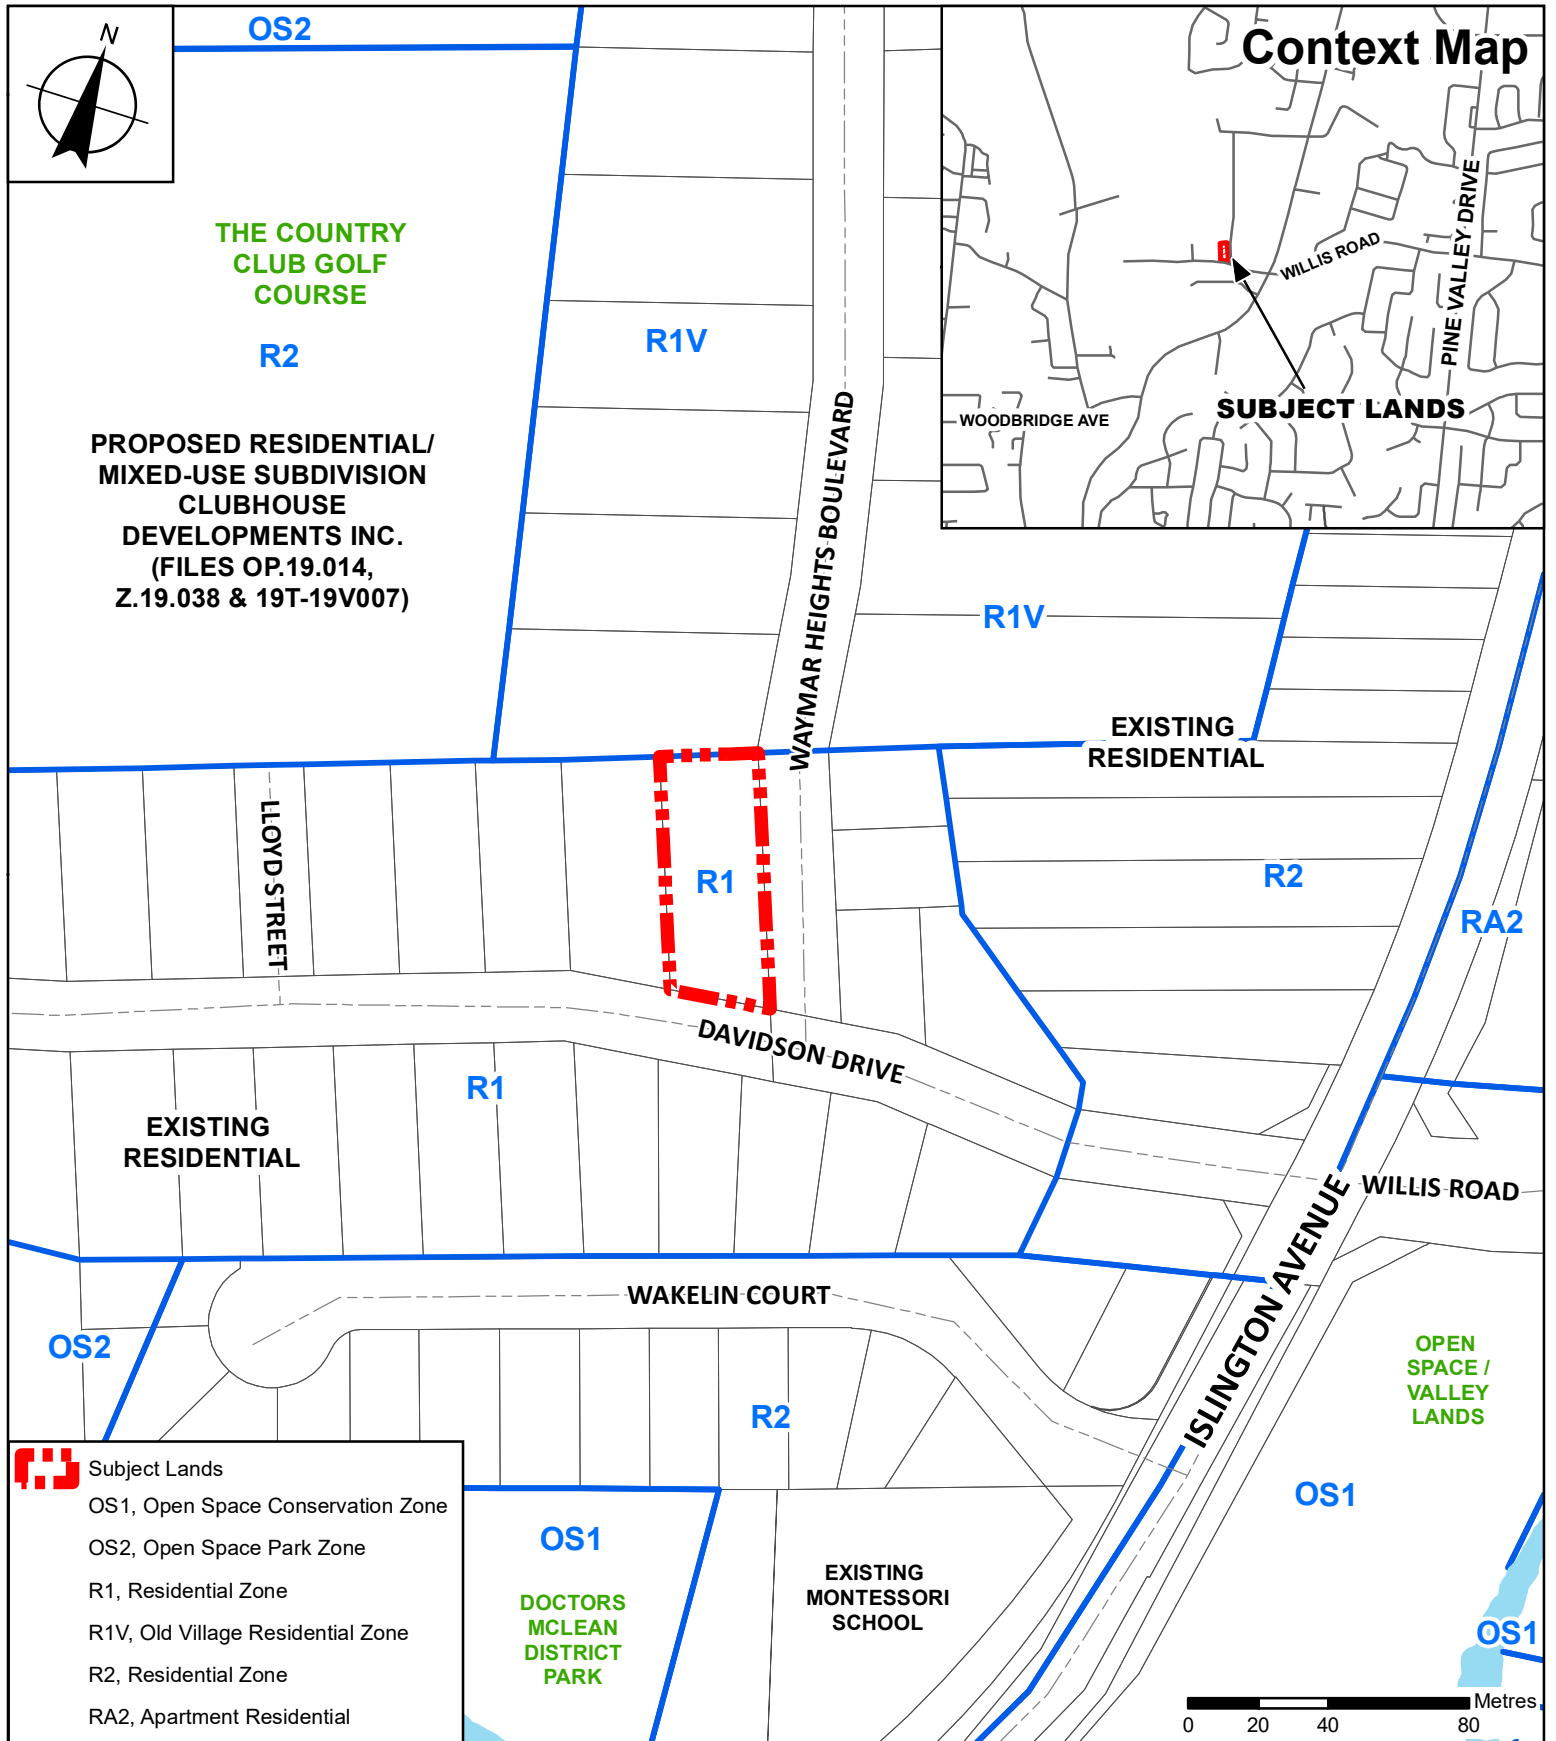 N
OS2
Context Map
PINE VALLEY DRIVE
WILLIS ROAD
WOODBRIDGE AVE
SUBJECT LANDS
THE COUNTRY
CLUB GOLF
COURSE
R2
PROPOSED RESIDENTIAL/
MIXED-USE SUBDIVISION
CLUBHOUSE
DEVELOPMENTS INC.
(FILES OP.19.014,
Z.19.038 & 19T-19V007)
R1V
WAYMAR HEIGHTS BOULEVARD
R1V
EXISTING
RESIDENTIAL
LLOYD STREET
R1
R2
RA2
DAVIDSON DRIVE
R1
EXISTING
RESIDENTIAL
WILLIS ROAD
ISLINGTON AVENUE
WAKELIN COURT
OS2
R2
OPEN
SPACE /
VALLEY
LANDS
OS1
OS1
DOCTORS
MCLEAN
DISTRICT
PARK
EXISTING
MONTESSORI
SCHOOL
OS1
Subject Lands
OS1, Open Space Conservation Zone
OS2, Open Space Park Zone
R1, Residential Zone
R1V, Old Village Residential Zone
R2, Residential Zone
RA2, Apartment Residential
Metres
0 20 40 80